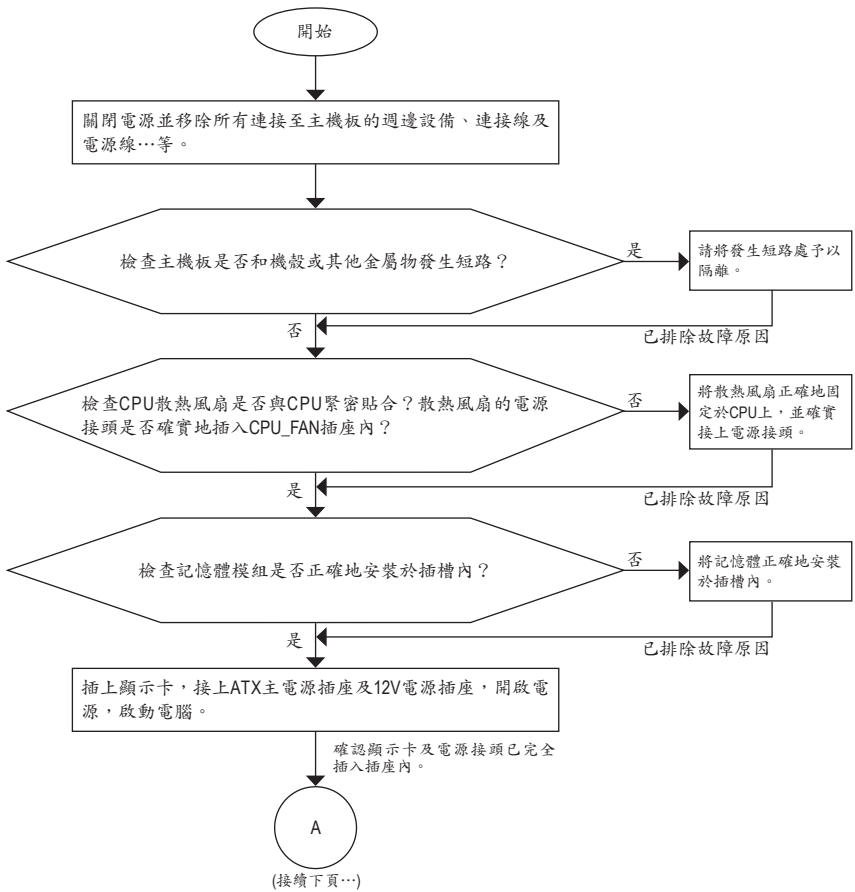 開始
關閉電源並移除所有連接至主機板的週邊設備、連接線及
電源線…等。
檢查主機板是否和機殼或其他金屬物發生短路？
是
請將發生短路處予以
隔離。
否
已排除故障原因
檢查CPU散熱風扇是否與CPU緊密貼合？散熱風扇的電源
接頭是否確實地插入CPU_FAN插座內？
否
將散熱風扇正確地固
定於CPU上，並確實
接上電源接頭。
是
已排除故障原因
檢查記憶體模組是否正確地安裝於插槽內？
否
將記憶體正確地安裝
於插槽內。
是
已排除故障原因
插上顯示卡，接上ATX主電源插座及12V電源插座，開啟電
源，啟動電腦。
確認顯示卡及電源接頭已完全
插入插座內。
A
(接續下頁…)